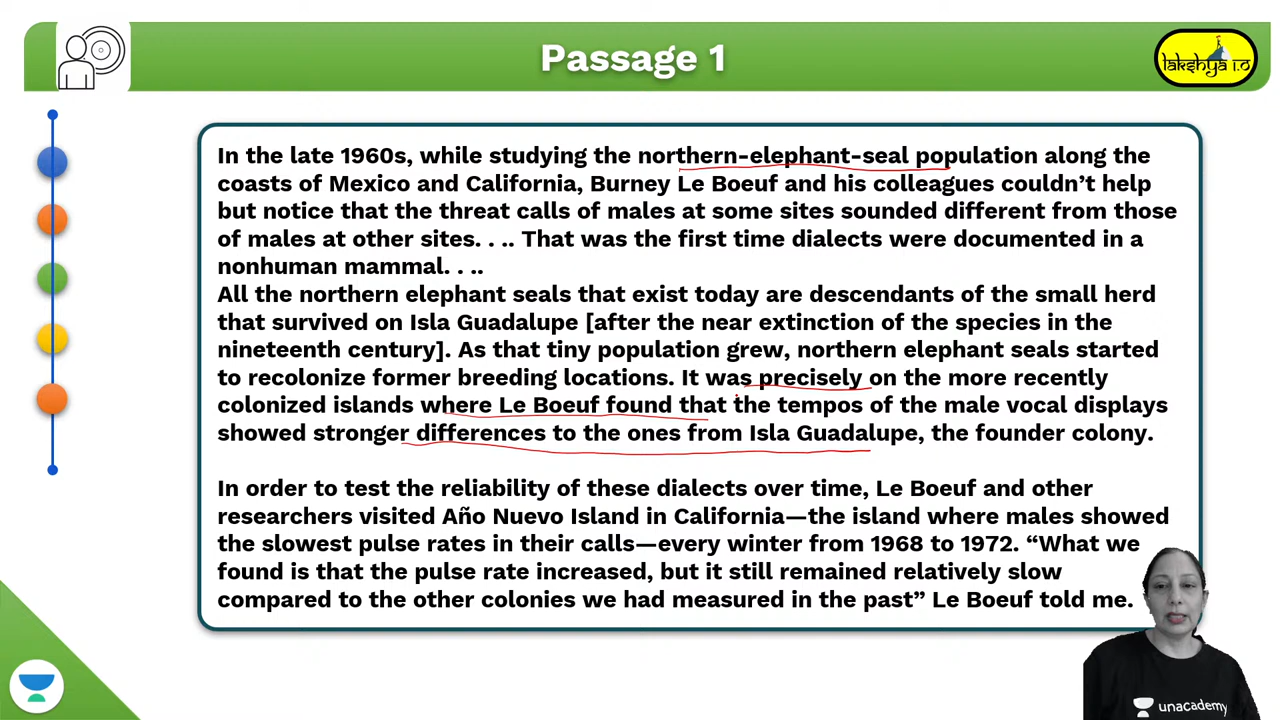 Passage 1
lakshya 1.0
In the late 1960s, while studying the northern-elephant-seal population along the
coasts of Mexico and California, Burney Le Boeuf and his colleagues couldn’t help
but notice that the threat calls of males at some sites sounded different from those
of males at other sites. . .. That was the first time dialects were documented in a
nonhuman mammal. . ..
All the northern elephant seals that exist today are descendants of the small herd
that survived on Isla Guadalupe [after the near extinction of the species in the
nineteenth century]. As that tiny population grew, northern elephant seals started
to recolonize former breeding locations. It was precisely on the more recently
colonized islands where Le Boeuf found that the tempos of the male vocal displays
showed stronger differences to the ones from Isla Guadalupe, the founder colony.
In order to test the reliability of these dialects over time, Le Boeuf and other
researchers visited Año Nuevo Island in California—the island where males showed
the slowest pulse rates in their calls—every winter from 1968 to 1972. “What we
found is that the pulse rate increased, but it still remained relatively slow
compared to the other colonies we had measured in the past” Le Boeuf told me.
unacademy